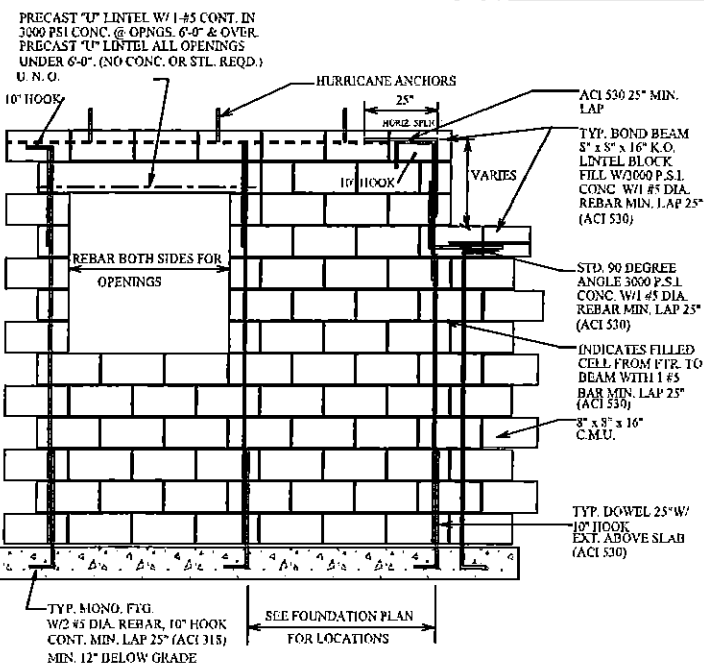 PRECAST "U" LINTEL W/ 1-#5 CONT. IN
3000 PSI CONC. @ OPNGS. 6'-0" & OVER.
PRECAST "U" LINTEL ALL OPENINGS
UNDER 6'-0". (NO CONC. OR STL. REQD.)
U. N. O.
10" HOOK
HURRICANE ANCHORS
25"
HORIZ. SPLICE
10" HOOK
VARIES
ACI 530 25" MIN.
LAP
TYP. BOND BEAM
8" x 8" x 16" K.O.
LINTEL BLOCK
FILL W/3000 P.S.I.
CONC. W/1 #5 DIA.
REBAR MIN. LAP 25"
(ACI 530)
REBAR BOTH SIDES FOR
OPENINGS
STD. 90 DEGREE
ANGLE 3000 P.S.I.
CONC. W/1 #5 DIA.
REBAR MIN. LAP 25"
(ACI 530)
INDICATES FILLED
CELL FROM FTR. TO
BEAM WITH 1 #5
BAR MIN. LAP 25"
(ACI 530)
8" x 8" x 16"
C.M.U.
TYP. DOWEL 25" W/
10" HOOK
EXT. ABOVE SLAB
(ACI 530)
TYP. MONO. FTG.
W/2 #5 DIA. REBAR, 10" HOOK
CONT. MIN. LAP 25" (ACI 318)
MIN. 12" BELOW GRADE
SEE FOUNDATION PLAN
FOR LOCATIONS